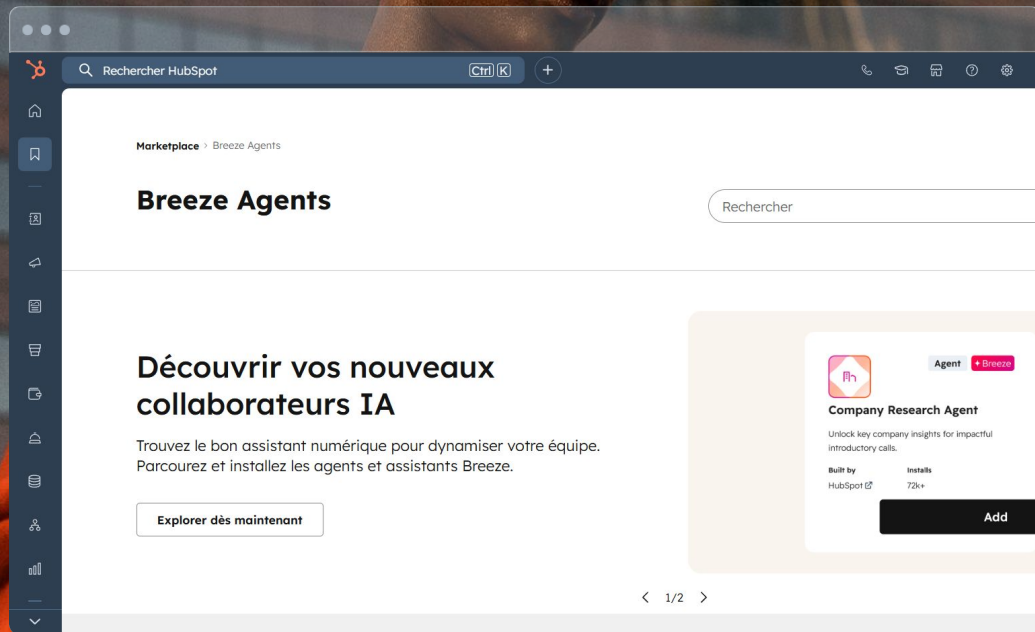 Rechercher HubSpot
Ctrl K
Marketplace > Breeze Agents
Breeze Agents
Rechercher
Découvrir vos nouveaux
collaborateurs IA
Trouvez le bon assistant numérique pour dynamiser votre équipe.
Parcourez et installez les agents et assistants Breeze.
Explorer dès maintenant
Agent
+ Breeze
Company Research Agent
Unlock key company insights for impactful
introductory calls.
Built by Installs
HubSpot 72k+
Add
< 1/2 >